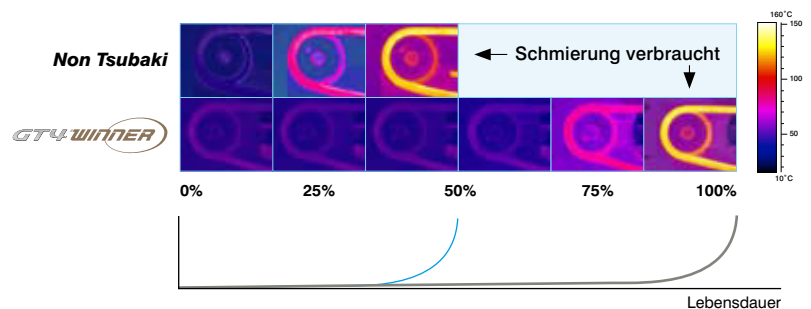 Non Tsubaki
Schmierung verbraucht
GT4 WINNER
160°C
150
100
50
10°C
0%
25%
50%
75%
100%
Lebensdauer